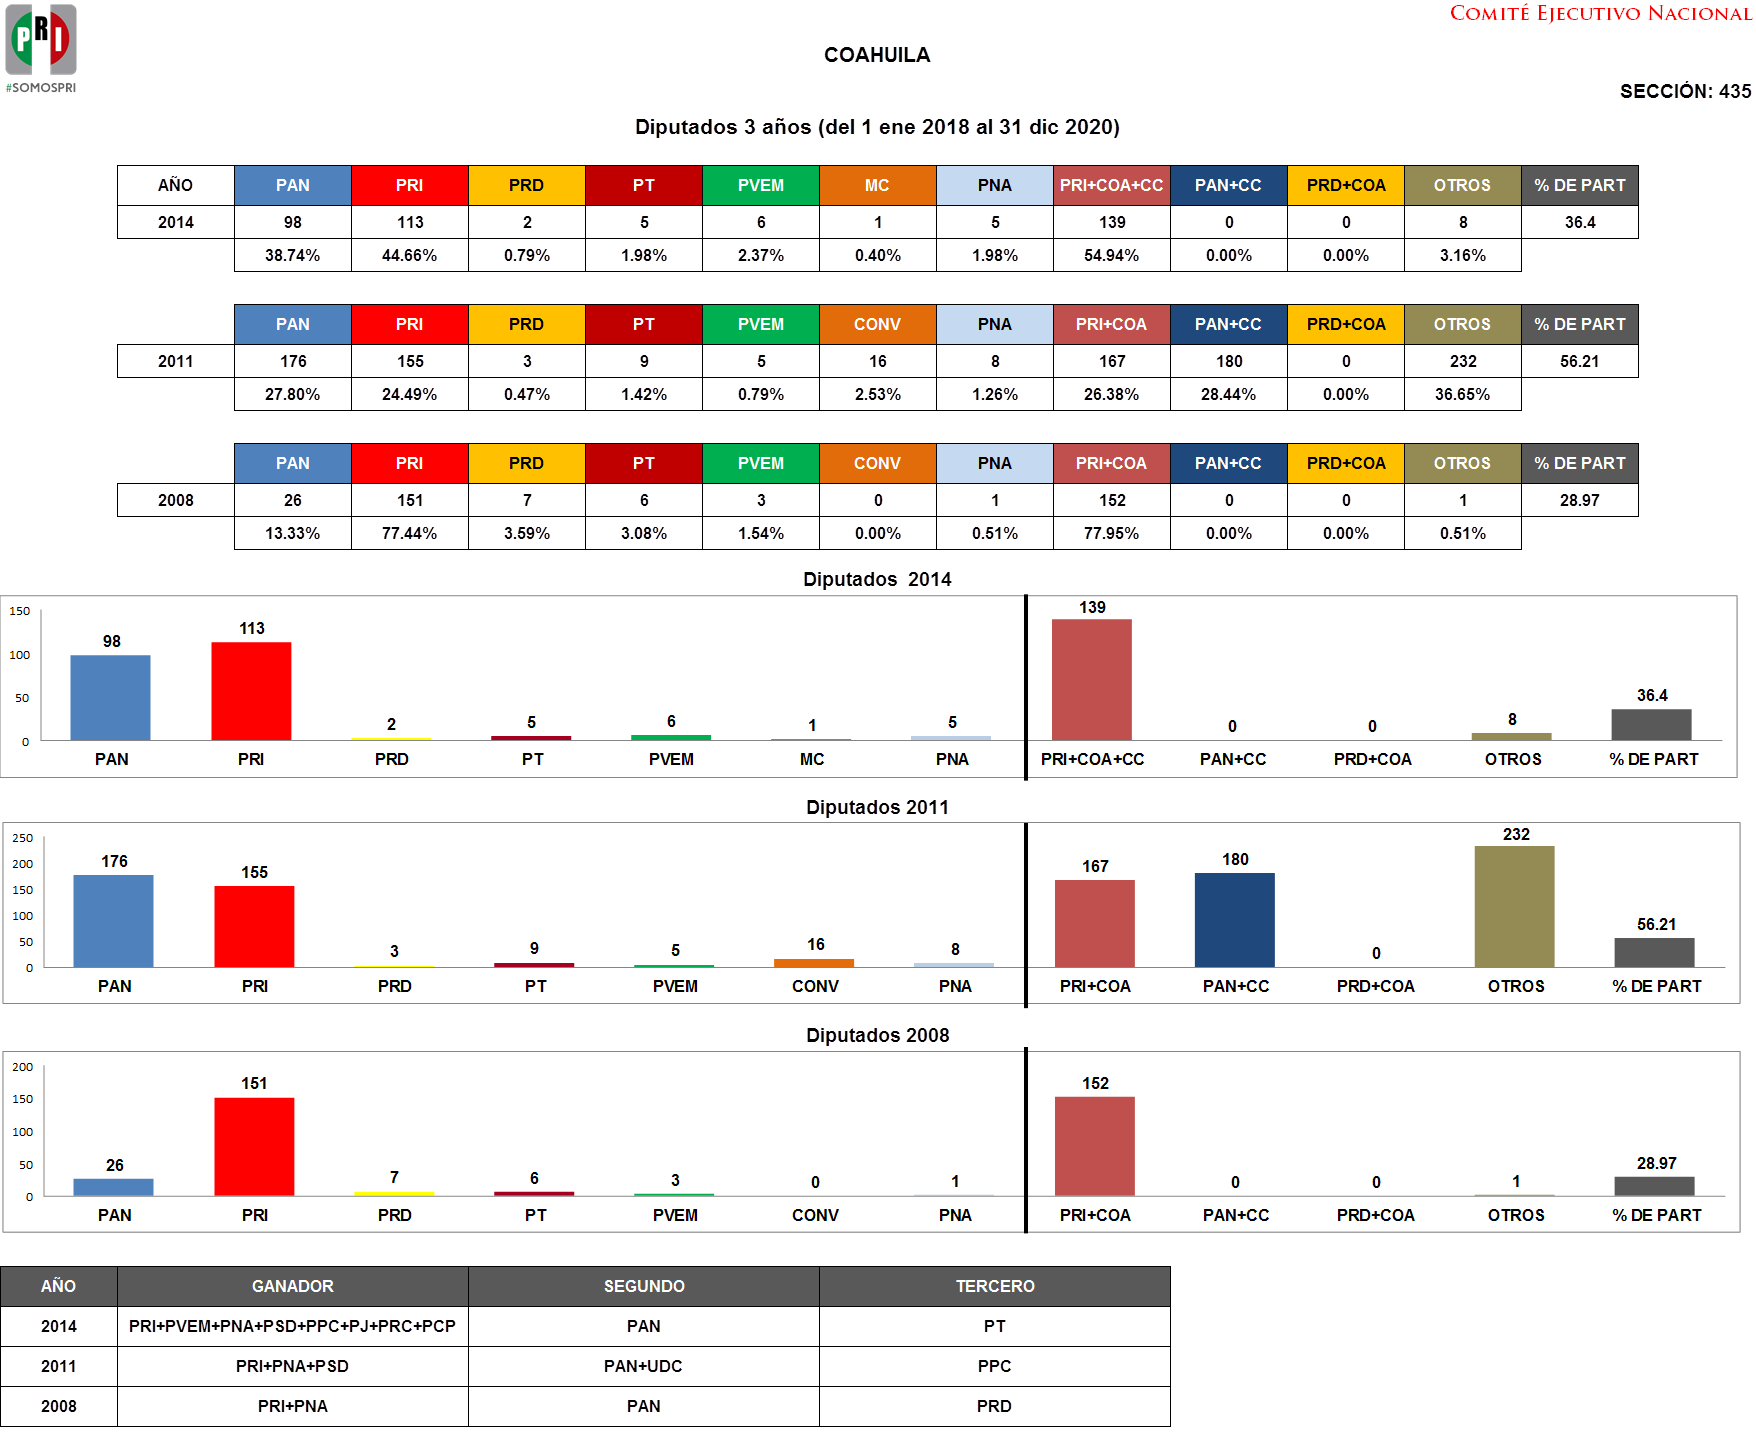 COMITÉ EJECUTIVO NACIONAL
PRI
#SOMOSPRI
COAHUILA
SECCIÓN: 435
Diputados 3 años (del 1 ene 2018 al 31 dic 2020)
AÑO PAN PRI PRD PT PVEM MC PNA PRI+COA+CC PAN+CC PRD+COA OTROS % DE PART
2014 98 113 2 5 6 1 5 139 0 0 8 36.4
38.74% 44.66% 0.79% 1.98% 2.37% 0.40% 1.98% 54.94% 0.00% 0.00% 3.16%
PAN PRI PRD PT PVEM CONV PNA PRI+COA PAN+CC PRD+COA OTROS % DE PART
2011 176 155 3 9 5 16 8 167 180 0 232 56.21
27.80% 24.49% 0.47% 1.42% 0.79% 2.53% 1.26% 26.38% 28.44% 0.00% 36.65%
PAN PRI PRD PT PVEM CONV PNA PRI+COA PAN+CC PRD+COA OTROS % DE PART
2008 26 151 7 6 3 0 1 152 0 0 1 28.97
13.33% 77.44% 3.59% 3.08% 1.54% 0.00% 0.51% 77.95% 0.00% 0.00% 0.51%
Diputados 2014
150
100
50
0
98 113 2 5 6 1 5 139 0 0 8 36.4
PAN PRI PRD PT PVEM MC PNA PRI+COA+CC PAN+CC PRD+COA OTROS % DE PART
Diputados 2011
250
200
150
100
50
0
176 155 3 9 5 16 8 167 180 0 232 56.21
PAN PRI PRD PT PVEM CONV PNA PRI+COA PAN+CC PRD+COA OTROS % DE PART
Diputados 2008
200
150
100
50
0
26 151 7 6 3 0 1 152 0 0 1 28.97
PAN PRI PRD PT PVEM CONV PNA PRI+COA PAN+CC PRD+COA OTROS % DE PART
AÑO GANADOR SEGUNDO TERCERO
2014 PRI+PVEM+PNA+PSD+PPC+PJ+PRC+PCP PAN PT
2011 PRI+PNA+PSD PAN+UDC PPC
2008 PRI+PNA PAN PRD